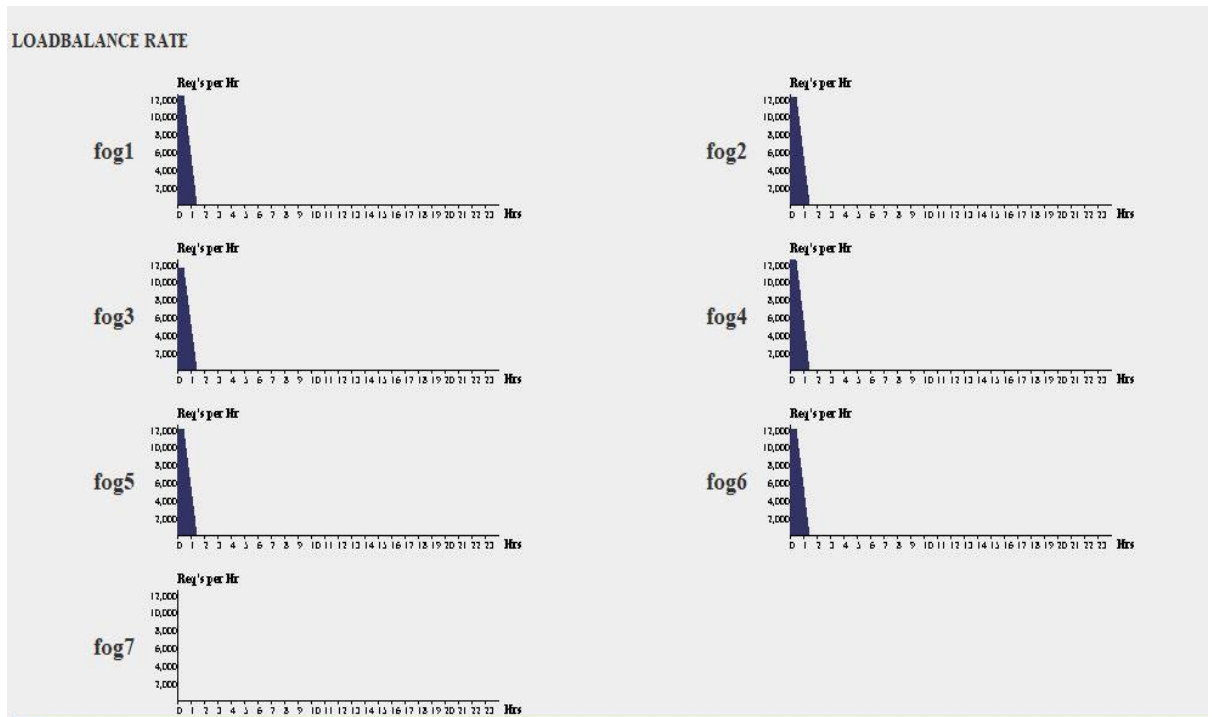 LOADBALANCE RATE
Req's per Hr
12,000
10,000
8,000
fog1
6,000
4,000
2,000
0 1 2 3 4 5 6 7 8 9 10 11 12 13 14 15 16 17 18 19 20 21 22 23 Hrs
Req's per Hr
12,000
10,000
8,000
fog2
6,000
4,000
2,000
0 1 2 3 4 5 6 7 8 9 10 11 12 13 14 15 16 17 18 19 20 21 22 23 Hrs
Req's per Hr
12,000
10,000
8,000
fog3
6,000
4,000
2,000
0 1 2 3 4 5 6 7 8 9 10 11 12 13 14 15 16 17 18 19 20 21 22 23 Hrs
Req's per Hr
12,000
10,000
8,000
fog4
6,000
4,000
2,000
0 1 2 3 4 5 6 7 8 9 10 11 12 13 14 15 16 17 18 19 20 21 22 23 Hrs
Req's per Hr
12,000
10,000
8,000
fog5
6,000
4,000
2,000
0 1 2 3 4 5 6 7 8 9 10 11 12 13 14 15 16 17 18 19 20 21 22 23 Hrs
Req's per Hr
12,000
10,000
8,000
fog6
6,000
4,000
2,000
0 1 2 3 4 5 6 7 8 9 10 11 12 13 14 15 16 17 18 19 20 21 22 23 Hrs
Req's per Hr
12,000
10,000
8,000
fog7
6,000
4,000
2,000
0 1 2 3 4 5 6 7 8 9 10 11 12 13 14 15 16 17 18 19 20 21 22 23 Hrs